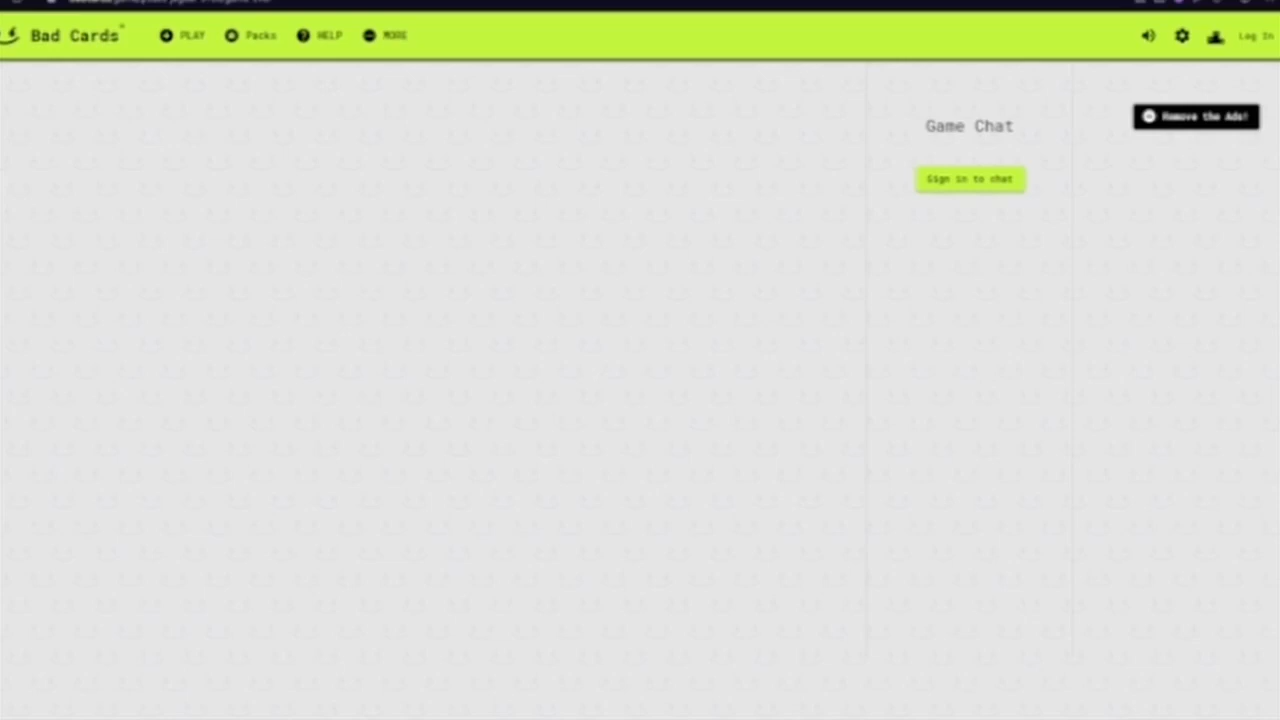 Bad Cards
PLAY
Packs
HELP
MORE
Log In
Remove the Ads!
Game Chat
Sign in to chat